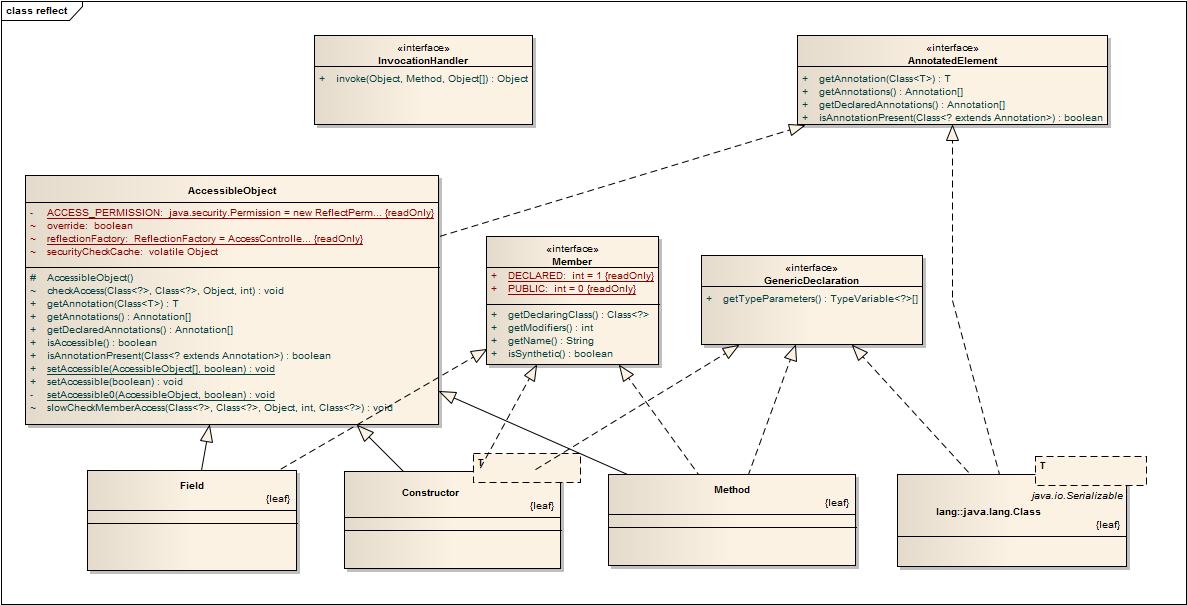 class reflect
«interface»
InvocationHandler
+ invoke(Object, Method, Object[]) : Object
«interface»
AnnotatedElement
+ getAnnotation(Class<T>) : T
+ getAnnotations() : Annotation[]
+ getDeclaredAnnotations() : Annotation[]
+ isAnnotationPresent(Class<? extends Annotation>) : boolean
AccessibleObject
- ACCESS_PERMISSION: java.security.Permission = new ReflectPerm... {readOnly}
~ override: boolean
~ reflectionFactory: ReflectionFactory = AccessControlle... {readOnly}
~ securityCheckCache: volatile Object
# AccessibleObject()
~ checkAccess(Class<?>, Class<?>, Object, int) : void
+ getAnnotation(Class<T>) : T
+ getAnnotations() : Annotation[]
+ getDeclaredAnnotations() : Annotation[]
+ isAccessible() : boolean
+ isAnnotationPresent(Class<? extends Annotation>) : boolean
+ setAccessible(AccessibleObject[], boolean) : void
+ setAccessible(boolean) : void
- setAccessible0(AccessibleObject, boolean) : void
~ slowCheckMemberAccess(Class<?>, Class<?>, Object, int, Class<?>) : void
«interface»
Member
+ DECLARED: int = 1 {readOnly}
+ PUBLIC: int = 0 {readOnly}
+ getDeclaringClass() : Class<?>
+ getModifiers() : int
+ getName() : String
+ isSynthetic() : boolean
«interface»
GenericDeclaration
+ getTypeParameters() : TypeVariable<?>[]
Field
{leaf}
T
Constructor
{leaf}
Method
{leaf}
T
java.io.Serializable
lang::java.lang.Class
{leaf}